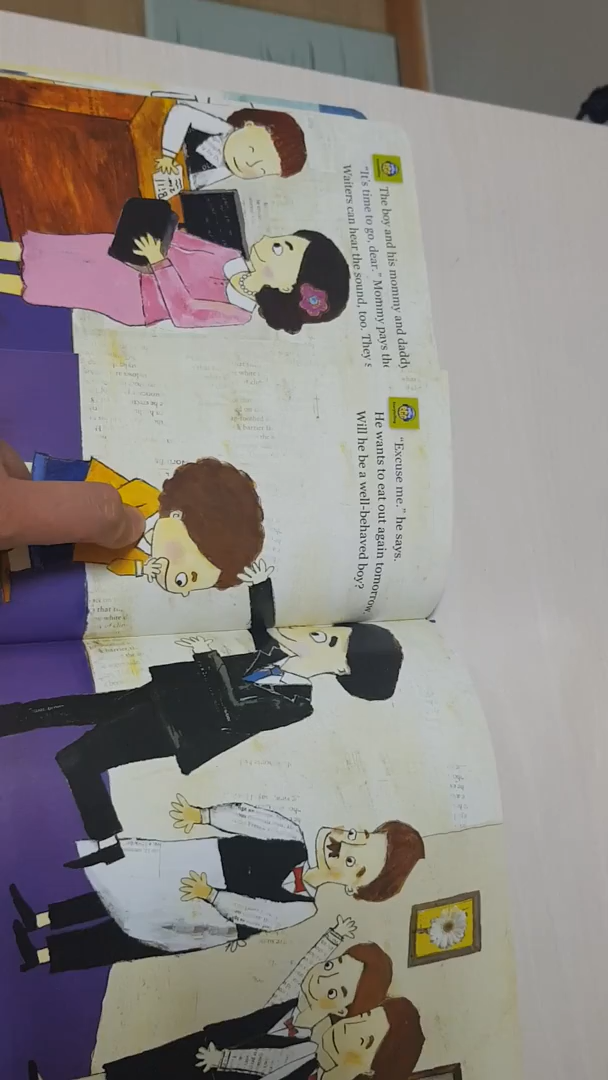 The boy and his mommy and daddy
"It's time to go, dear." Mommy pays the
Waiters can hear the sound, too. They
"Excuse me," he says.
He wants to eat out again tomorrow
Will he be a well-behaved boy?